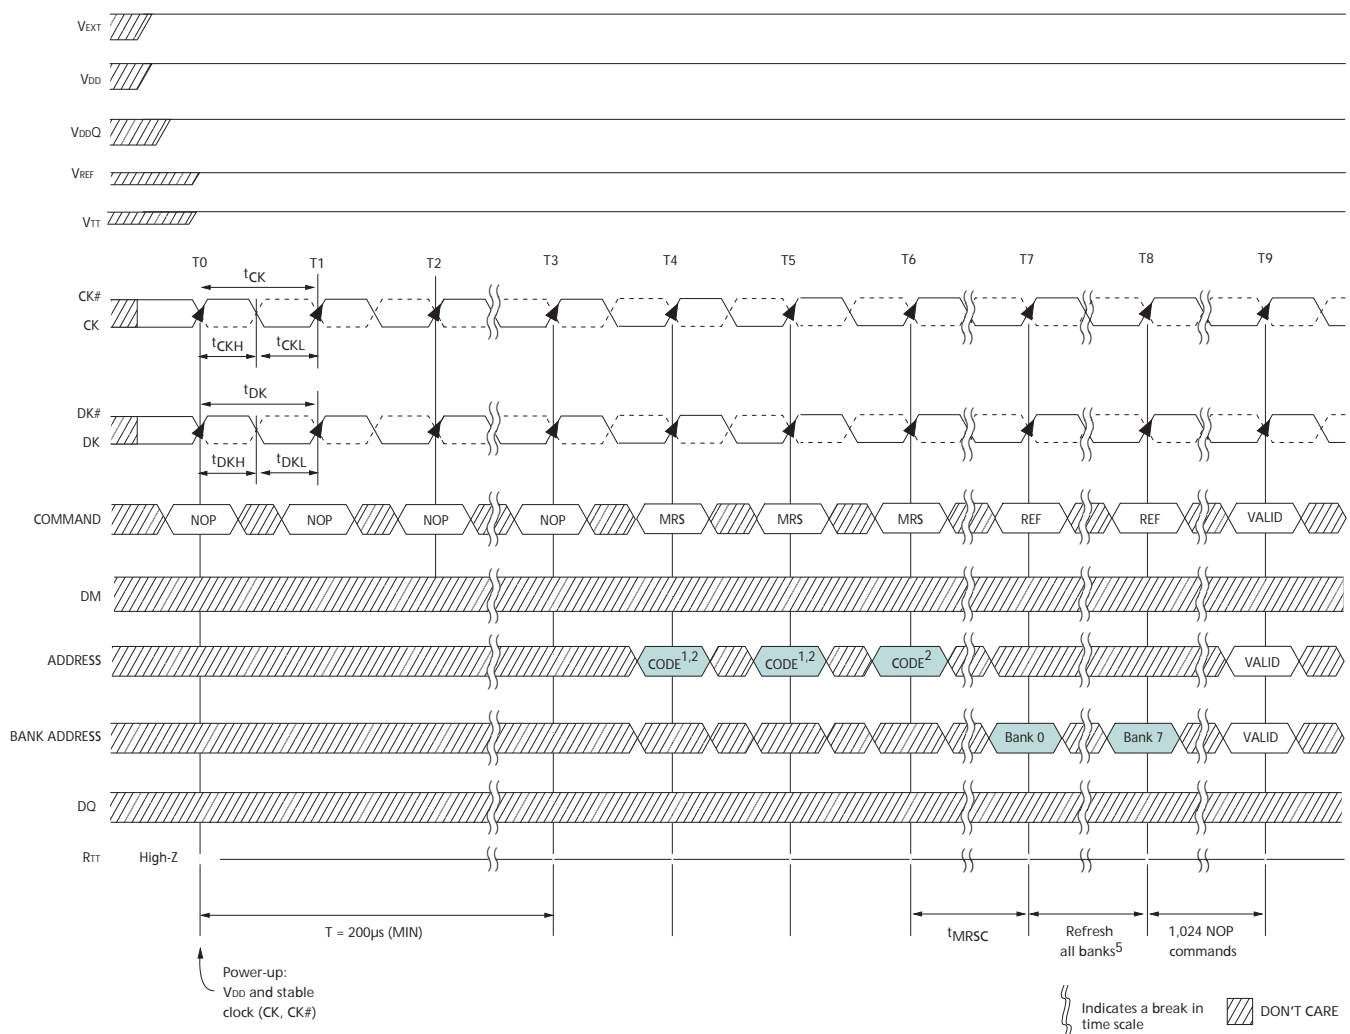 VEXT
VDD
VDDQ
VREF
VTT
T0 T1 T2 T3 T4 T5 T6 T7 T8 T9
tCK
CK#
CK
tCKH tCKL
tDK
DK#
DK
tDKH tDKL
COMMAND NOP NOP NOP NOP MRS MRS MRS REF REF VALID
DM
ADDRESS CODE1,2 CODE1,2 CODE2 VALID
BANK ADDRESS Bank 0 Bank 7 VALID
DQ
RTT High-Z
T = 200µs (MIN)
tMRSC
Refresh
all banks5
1,024 NOP
commands
Power-up:
VDD and stable
clock (CK, CK#)
Indicates a break in
time scale
DON'T CARE